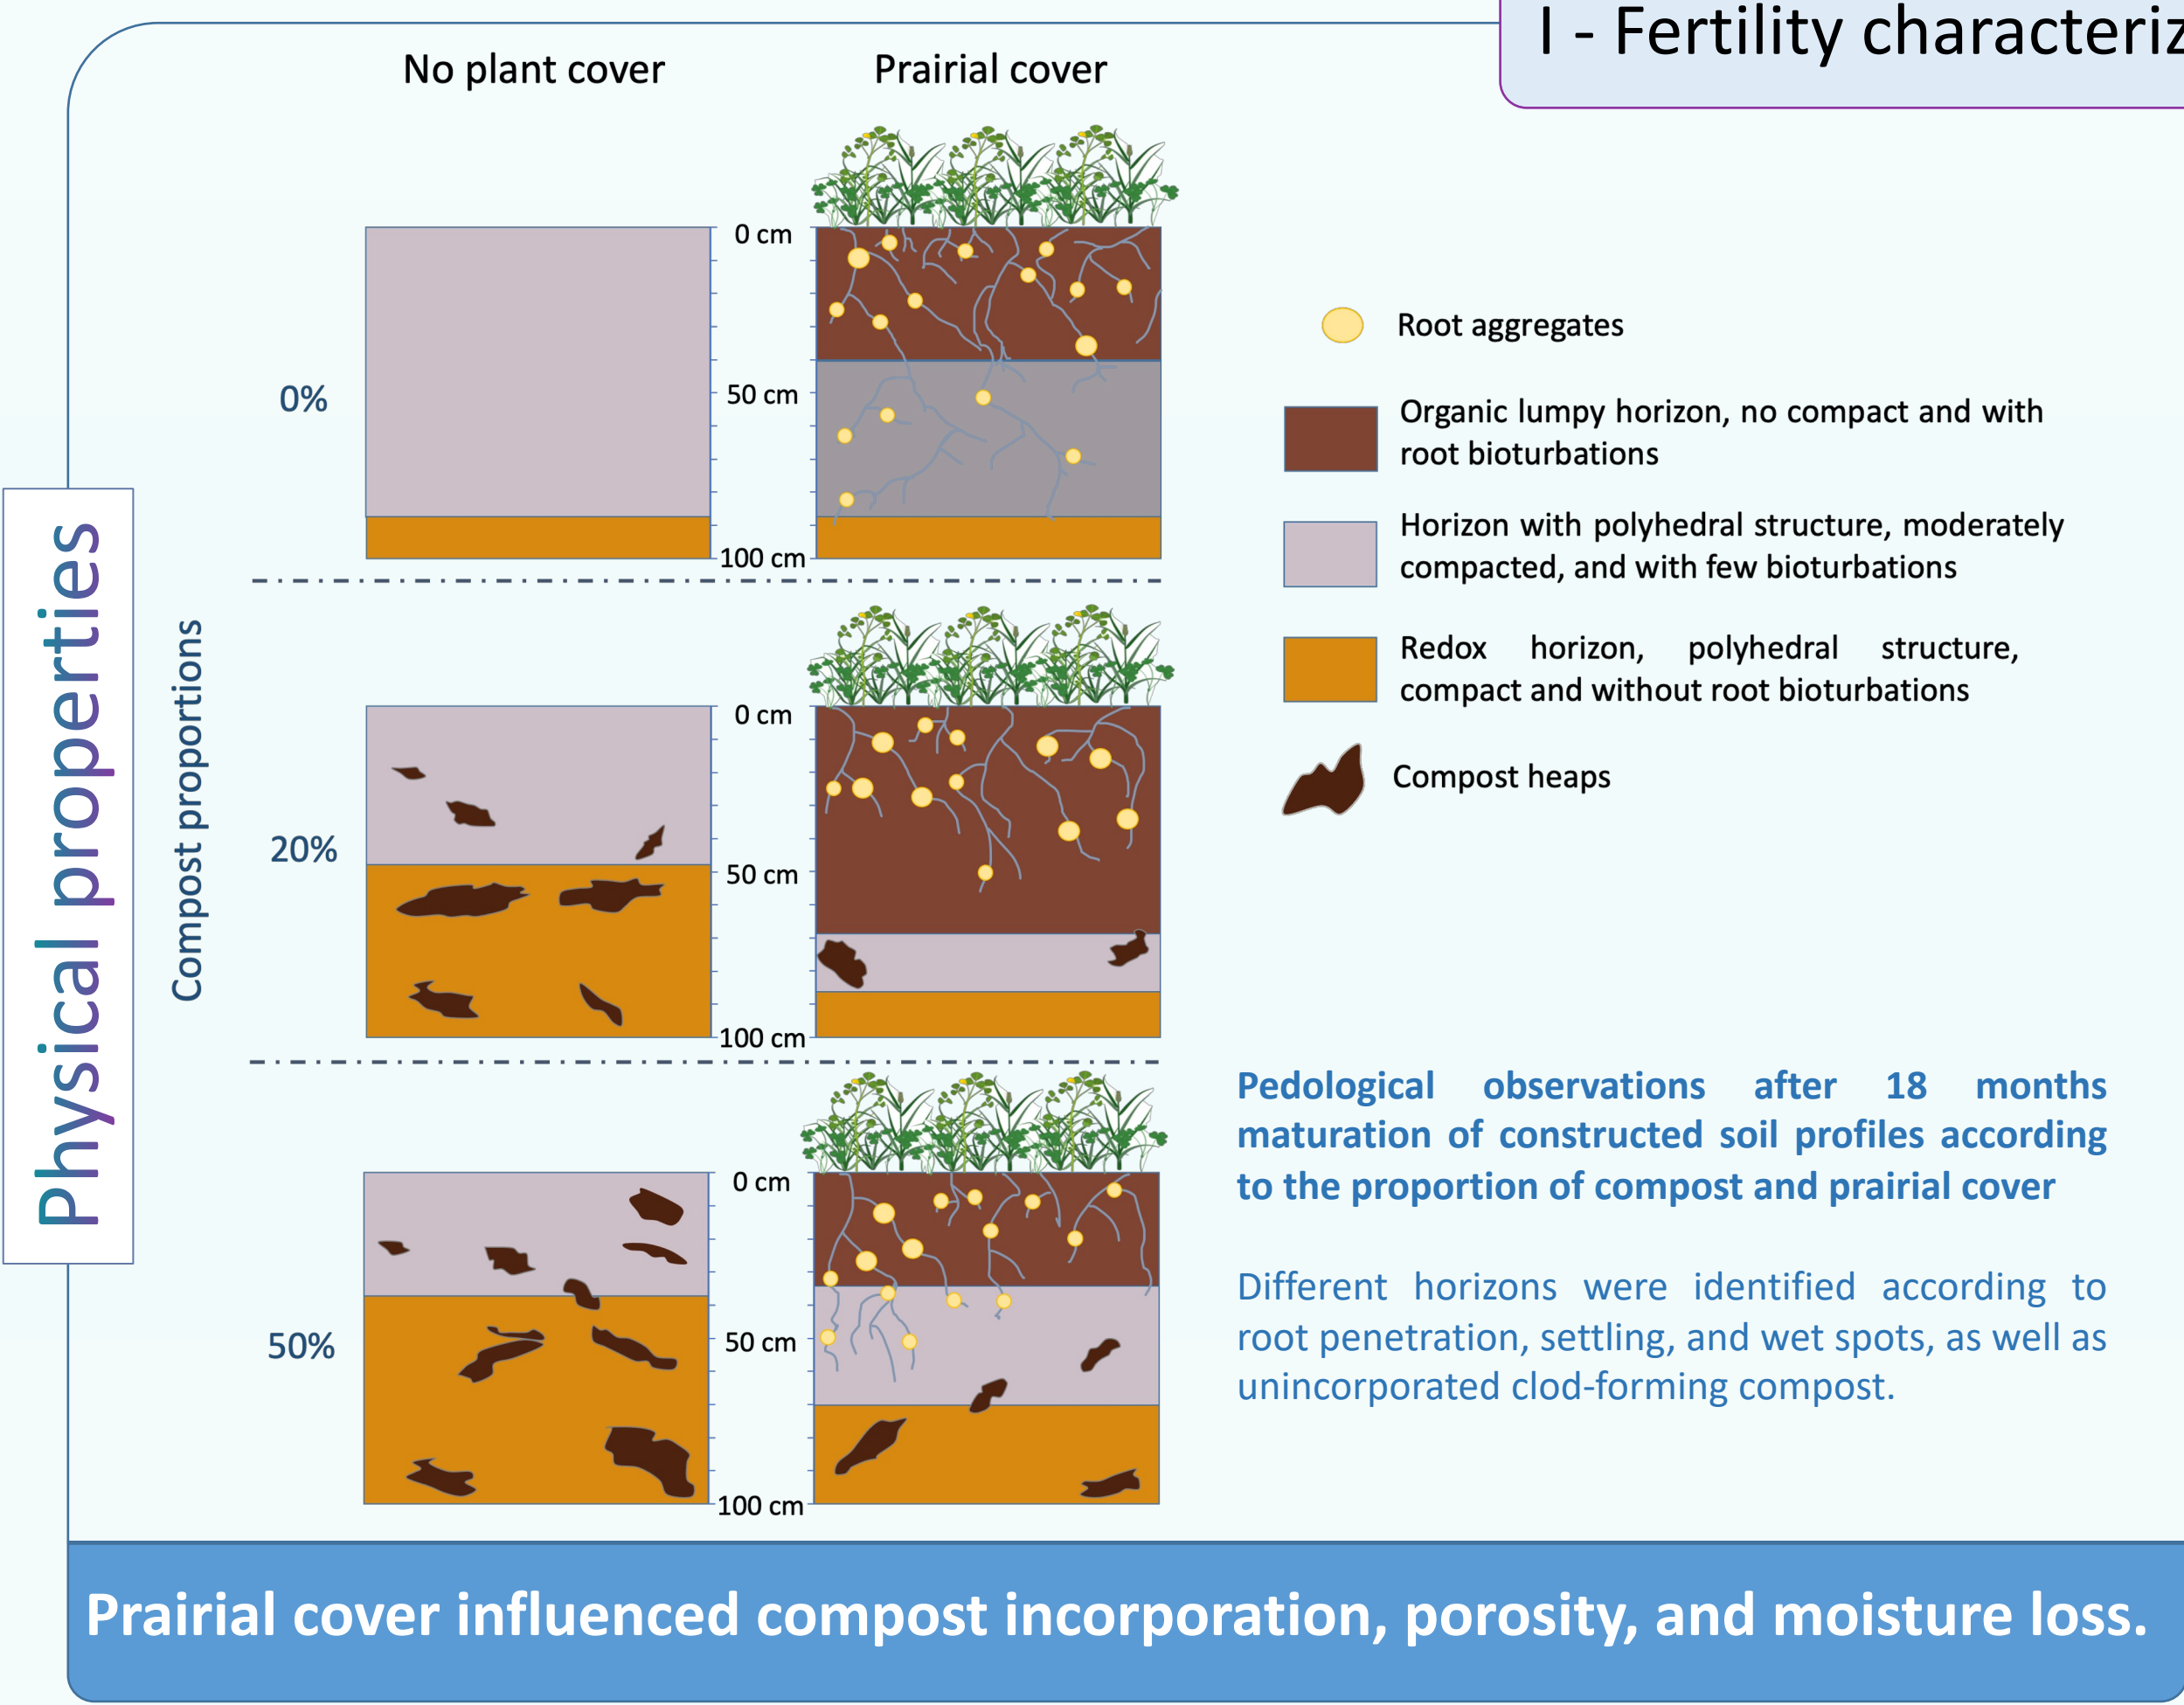 I - Fertility characteriz
No plant cover
Prairial cover
Physical properties
Compost proportions
0%
0 cm
50 cm
100 cm
20%
0 cm
50 cm
100 cm
50%
0 cm
50 cm
100 cm
Root aggregates
Organic lumpy horizon, no compact and with
root bioturbations
Horizon with polyhedral structure, moderately
compacted, and with few bioturbations
Redox horizon, polyhedral structure,
compact and without root bioturbations
Compost heaps
Pedological observations after 18 months
maturation of constructed soil profiles according
to the proportion of compost and prairial cover
Different horizons were identified according to
root penetration, settling, and wet spots, as well as
unincorporated clod-forming compost.
Prairial cover influenced compost incorporation, porosity, and moisture loss.